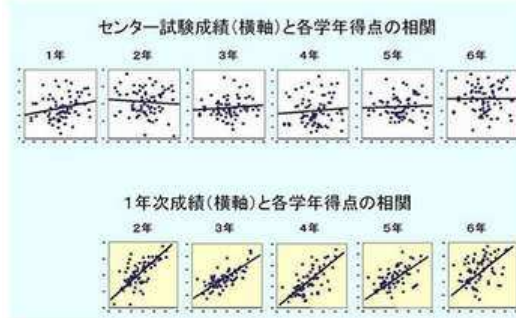 センター試験成績(横軸)と各学年得点の相関
1年 2年 3年 4年 5年 6年
1年次成績(横軸)と各学年得点の相関
2年 3年 4年 5年 6年